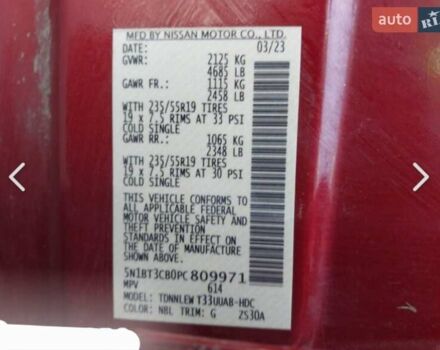 auto RIA
MFD BY NISSAN MOTOR CO., LTD.
DATE: 03/23
GVWR: 2125 KG
4685 LB
GAWR FR.: 1115 KG
2458 LB
WITH 235/55R19 TIRES
19 x 7.5 RIMS AT 33 PSI
COLD SINGLE
GAWR RR.: 1065 KG
2348 LB
WITH 235/55R19 TIRES
19 x 7.5 RIMS AT 30 PSI
COLD SINGLE
THIS VEHICLE CONFORMS TO
ALL APPLICABLE FEDERAL
MOTOR VEHICLE SAFETY AND
THEFT PREVENTION
STANDARDS IN EFFECT ON
THE DATE OF MANUFACTURE
SHOWN ABOVE.
5N1BT3CB0PC809971
MPV 614
MODEL: TDNNLEW T33UUAB-HDC
COLOR: NBL TRIM: G ZS30A